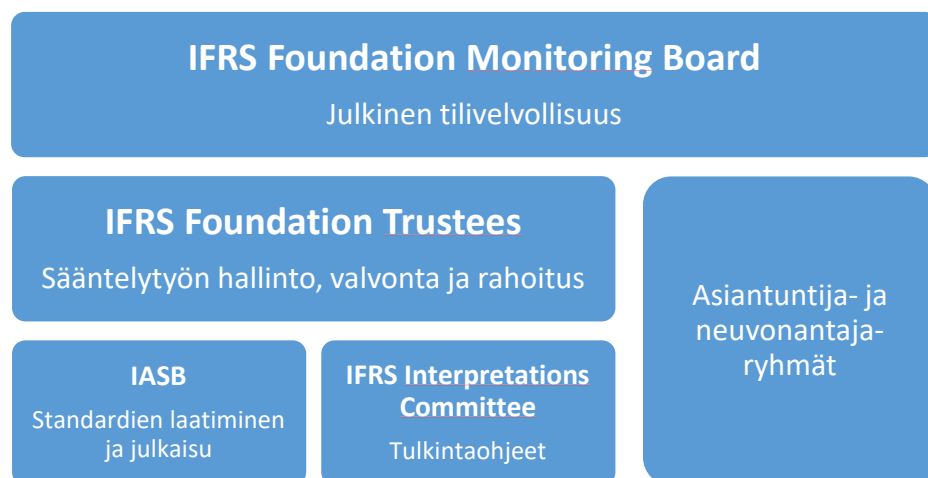 IFRS Foundation Monitoring Board
Julkinen tilivelvollisuus
IFRS Foundation Trustees
Sääntelytyön hallinto, valvonta ja rahoitus
Asiantuntija- ja
neuvonantaja-
ryhmät
IASB
Standardien laatiminen
ja julkaisu
IFRS Interpretations
Committee
Tulkintaohjeet